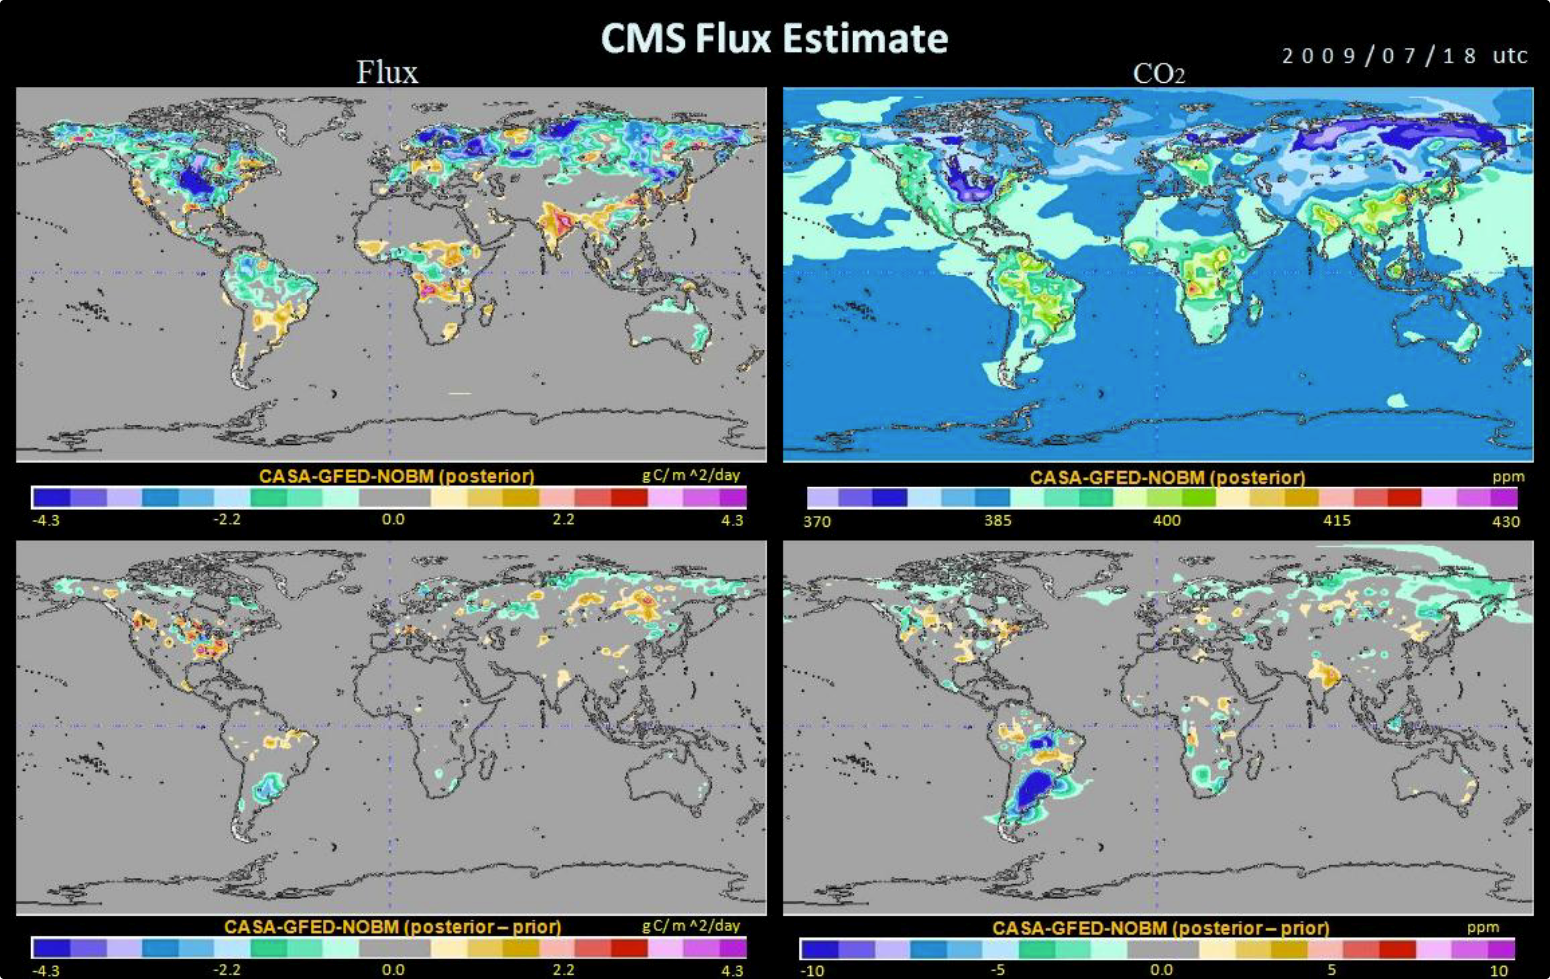 CMS Flux Estimate
2009/07/18 utc
Flux
CO2
CASA-GFED-NOBM (posterior) gC/m^2/day
-4.3 -2.2 0.0 2.2 4.3
CASA-GFED-NOBM (posterior) ppm
370 385 400 415 430
CASA-GFED-NOBM (posterior – prior) gC/m^2/day
-4.3 -2.2 0.0 2.2 4.3
CASA-GFED-NOBM (posterior – prior) ppm
-10 -5 0.0 5 10